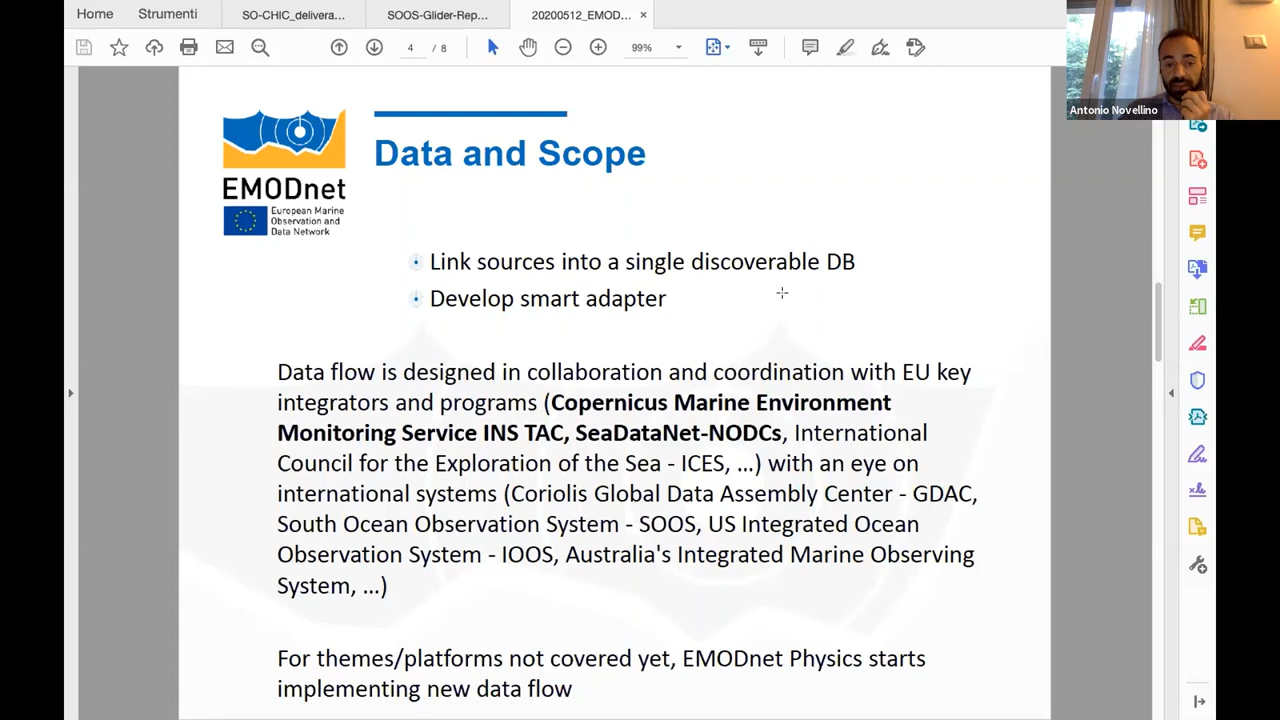 Home Strumenti SO-CHIC_delivera... SOOS-Glider-Rep... 20200512_EMOD... ×
4 / 8 99%
Antonio Novellino
EMODnet
European Marine
Observation and
Data Network
Data and Scope
Link sources into a single discoverable DB
Develop smart adapter
Data flow is designed in collaboration and coordination with EU key
integrators and programs (Copernicus Marine Environment
Monitoring Service INS TAC, SeaDataNet-NODCs, International
Council for the Exploration of the Sea - ICES, ...) with an eye on
international systems (Coriolis Global Data Assembly Center - GDAC,
South Ocean Observation System - SOOS, US Integrated Ocean
Observation System - IOOS, Australia's Integrated Marine Observing
System, ...)
For themes/platforms not covered yet, EMODnet Physics starts
implementing new data flow